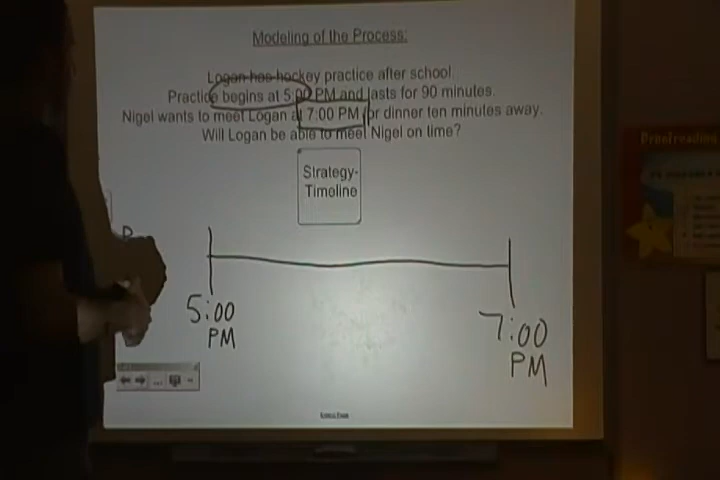 Modeling of the Process:
Logan has hockey practice after school.
Practice begins at 5:00 PM and lasts for 90 minutes.
Nigel wants to meet Logan at 7:00 PM for dinner ten minutes away.
Will Logan be able to meet Nigel on time?
Strategy-
Timeline
P
5:00
PM
7:00
PM
Proofreading